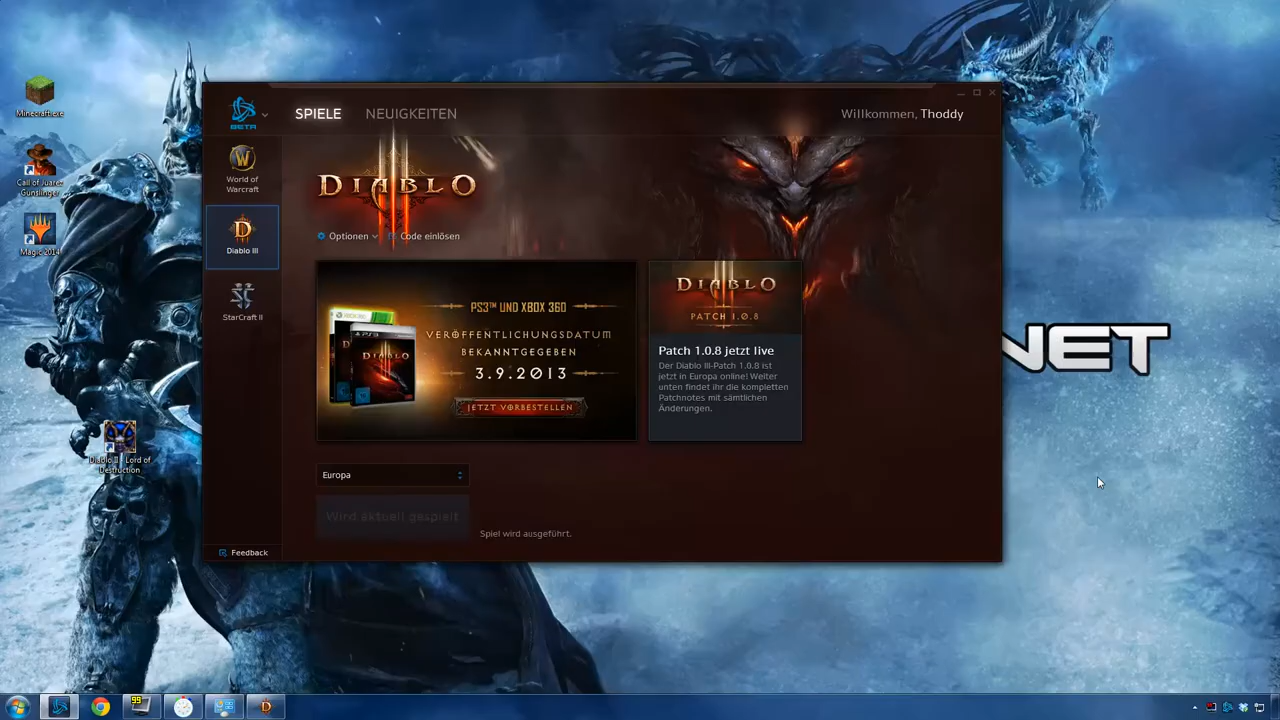 Minecraft.exe
Call of Juarez
Gunslinger
Magic 2014
Diablo II - Lord of
Destruction
BETA
SPIELE
NEUIGKEITEN
Willkommen, Thoddy
World of
Warcraft
Diablo III
StarCraft II
Feedback
DIABLO III
Optionen
Code einlösen
PS3™ UND XBOX 360
VERÖFFENTLICHUNGSDATUM
BEKANNTGEGEBEN
3.9.2013
JETZT VORBESTELLEN
DIABLO
DIABLO III
PATCH 1.0.8
Patch 1.0.8 jetzt live
Der Diablo III-Patch 1.0.8 ist
jetzt in Europa online! Weiter
unten findet ihr die kompletten
Patchnotes mit sämtlichen
Änderungen.
Europa
Wird aktuell gespielt
Spiel wird ausgeführt.
NET
99